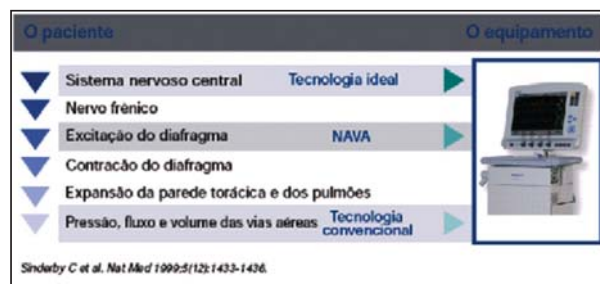 O paciente O equipamento
Sistema nervoso central Tecnologia ideal
Nervo frênico
Excitação do diafragma NAVA
Contracão do diafragma
Expansão da parede torácica e dos pulmões
Pressão, fluxo e volume das vias aéreas Tecnologia
convencional
Sinderby C et al. Nat Med 1999;5(12):1433-1436.